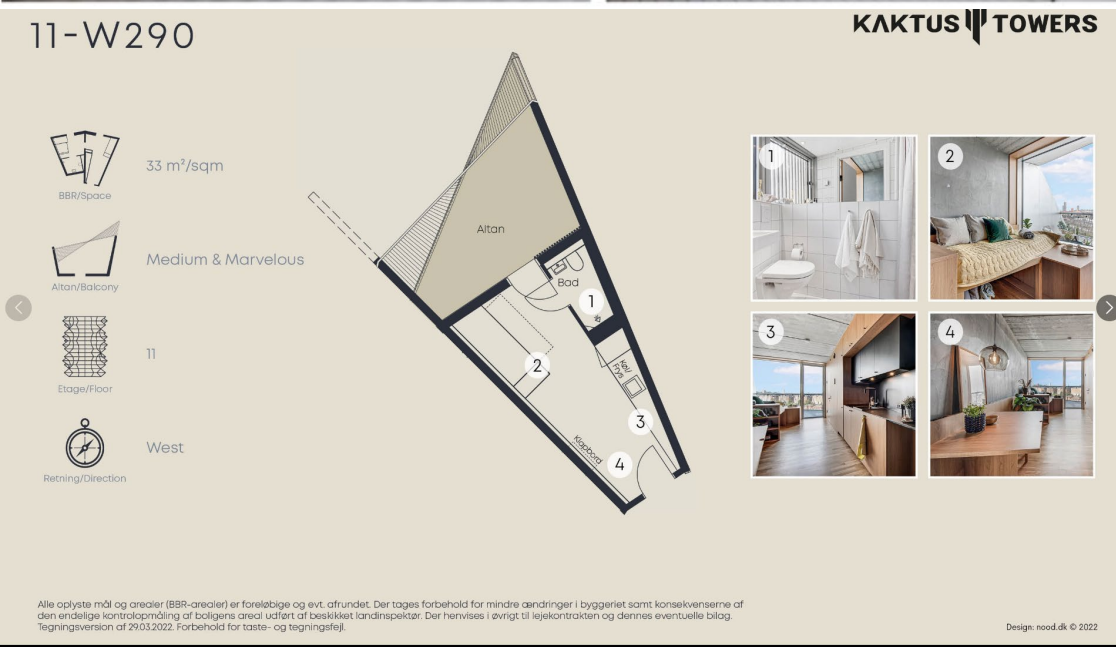 11-W290
KAKTUS TOWERS
BBR/Space
33 m²/sqm
Altan/Balcony
Medium & Marvelous
Etage/Floor
11
Retning/Direction
West
Altan
Bad
1
2
Køl/
Frys
3
Klapbord
4
1
2
3
4
Alle oplyste mål og arealer (BBR-arealer) er foreløbige og evt. afrundet. Der tages forbehold for mindre ændringer i byggeriet samt konsekvenserne af
den endelige kontrolopmåling af boligens areal udført af beskikket landinspektør. Der henvises i øvrigt til lejekontrakten og dennes eventuelle bilag.
Tegningsversion af 29.03.2022. Forbehold for taste- og tegningsfejl.
Design: nood.dk © 2022